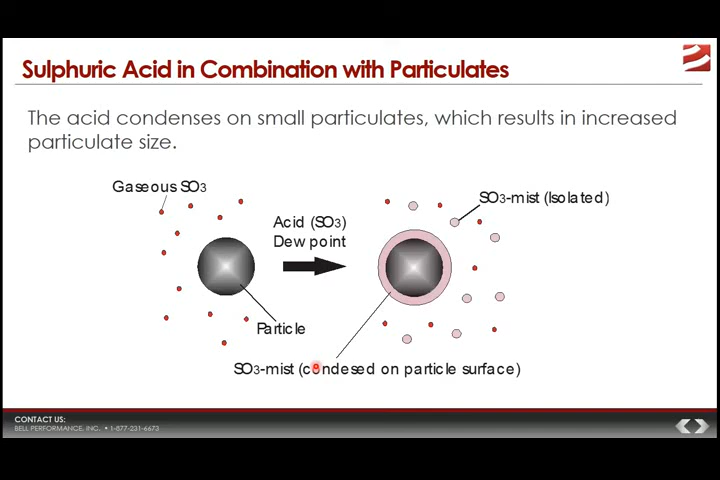 Sulphuric Acid in Combination with Particulates
The acid condenses on small particulates, which results in increased
particulate size.
Gaseous SO3
SO3-mist (Isolated)
Acid (SO3)
Dew point
Particle
SO3-mist (condesed on particle surface)
CONTACT US:
BELL PERFORMANCE, INC. • 1-877-231-6673